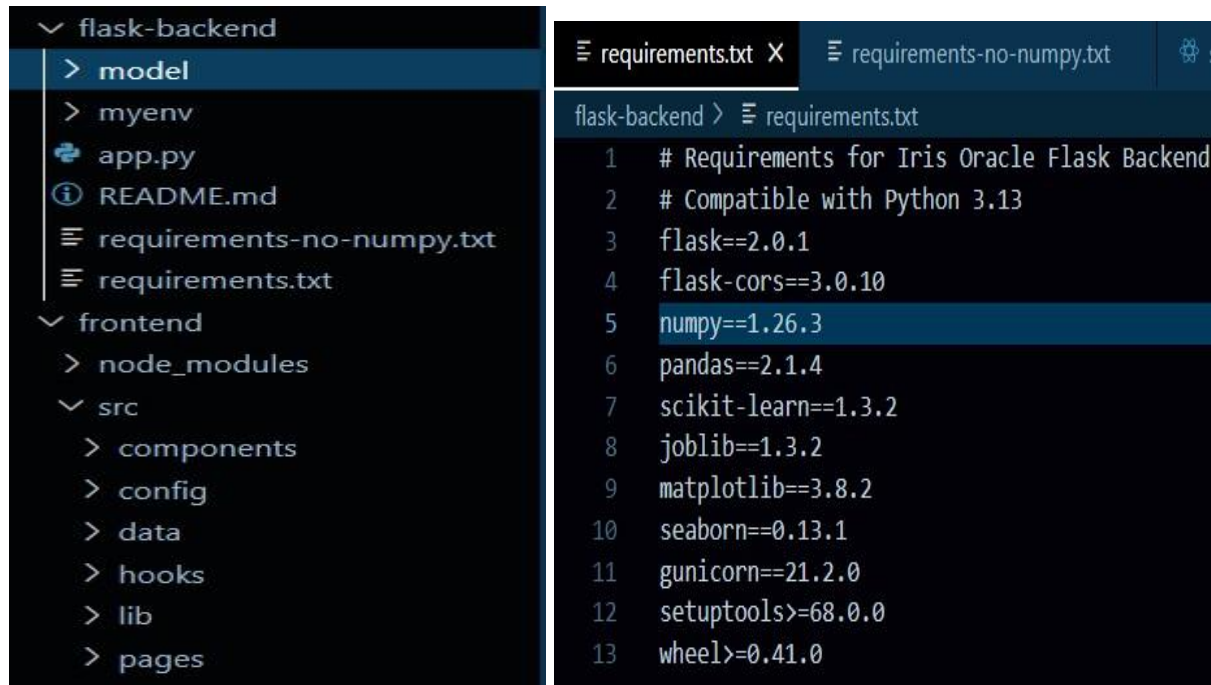 flask-backend
model
myenv
app.py
README.md
requirements-no-numpy.txt
requirements.txt
frontend
node_modules
src
components
config
data
hooks
lib
pages
requirements.txt X requirements-no-numpy.txt
flask-backend > requirements.txt
1 # Requirements for Iris Oracle Flask Backend
2 # Compatible with Python 3.13
3 flask==2.0.1
4 flask-cors==3.0.10
5 numpy==1.26.3
6 pandas==2.1.4
7 scikit-learn==1.3.2
8 joblib==1.3.2
9 matplotlib==3.8.2
10 seaborn==0.13.1
11 gunicorn==21.2.0
12 setuptools>=68.0.0
13 wheel>=0.41.0